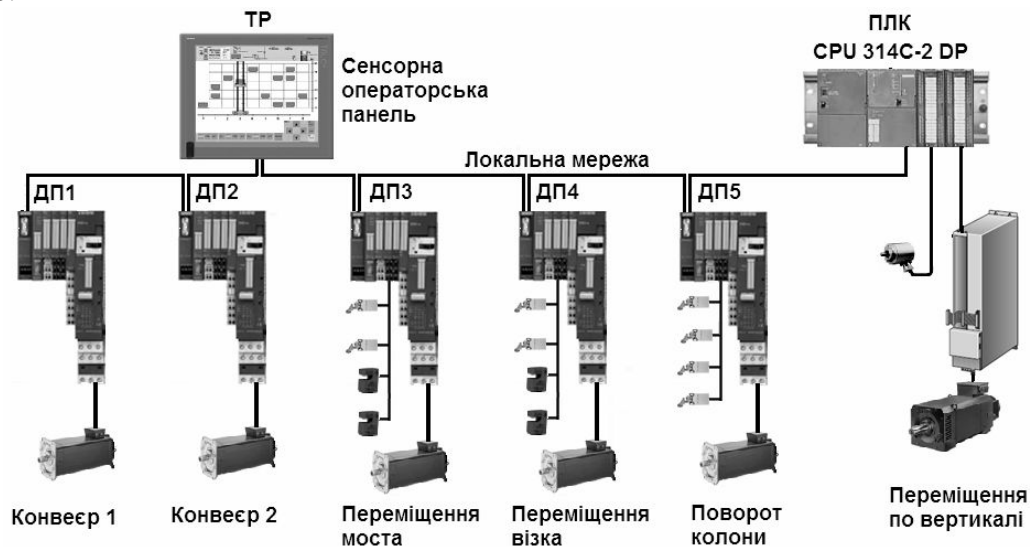 ТР
ПЛК
CPU 314C-2 DP
Сенсорна
операторська
панель
Локальна мережа
ДП1
ДП2
ДП3
ДП4
ДП5
Конвеєр 1
Конвеєр 2
Переміщення
моста
Переміщення
візка
Поворот
колони
Переміщення
по вертикалі